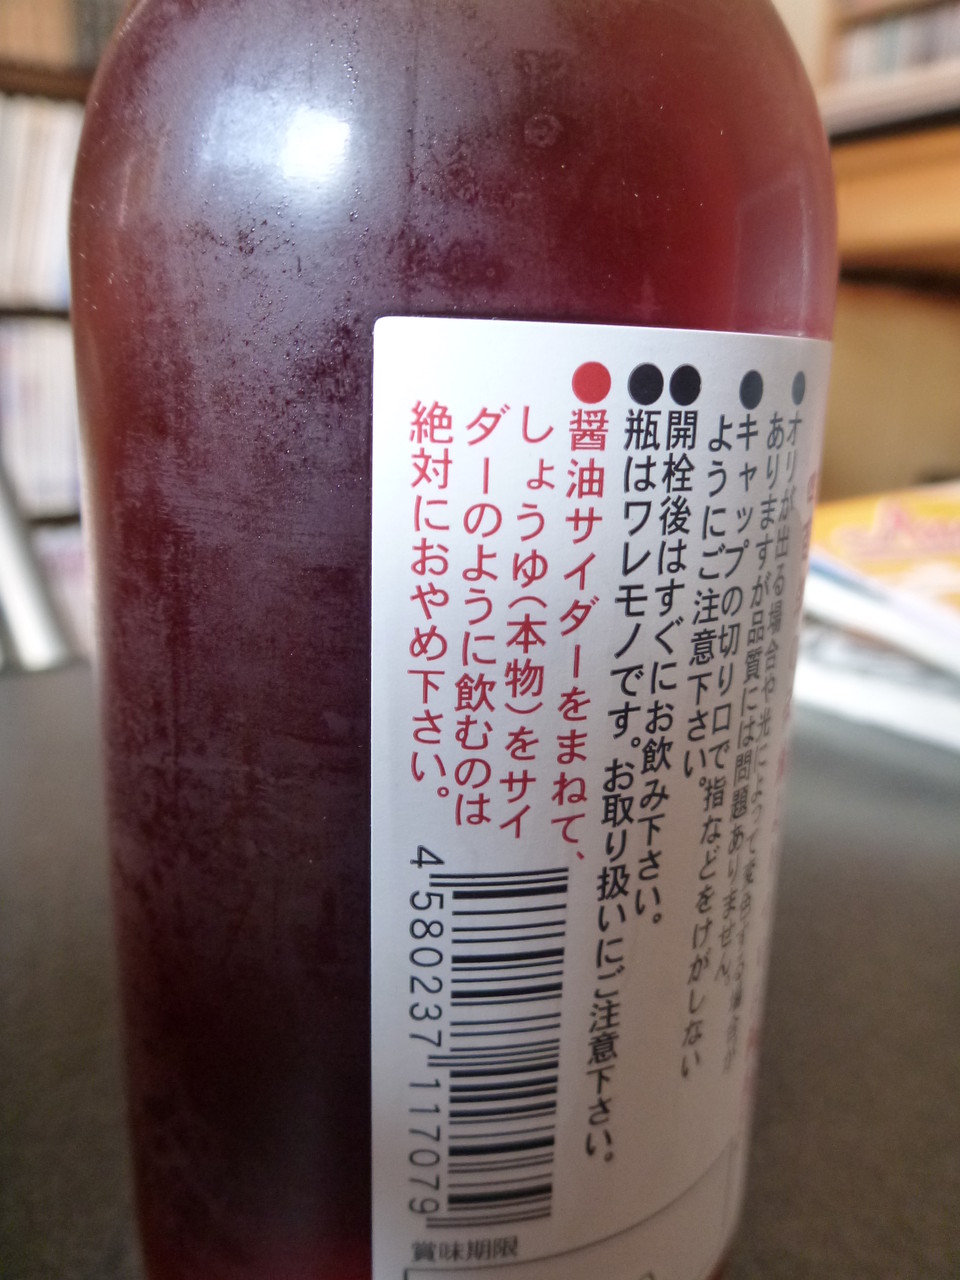 ●オリが出る場合や光によって変色する場合が
ありますが品質には問題ありません。
●キャップの切り口で指などをけがしない
ようにご注意下さい。
●開栓後はすぐにお飲み下さい。
●瓶はワレモノです。お取り扱いにご注意下さい。
●醤油サイダーをまねて、
しょうゆ(本物)をサイ
ダーのように飲むのは
絶対におやめ下さい。
4580237117079
賞味期限